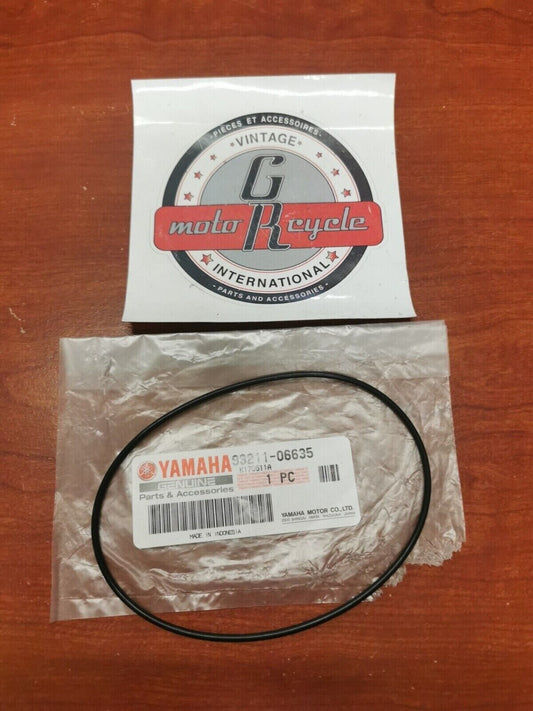 ·PIÈCES ET ACCESSOIRES·
·VINTAGE·
G
moto R cycle
INTERNATIONAL
·PARTS AND ACCESSORIES·
YAMAHA 93211-06635
GENUINE
Parts & Accessories
1 PC
YAMAHA MOTOR CO.,LTD.
MADE IN INDONESIA